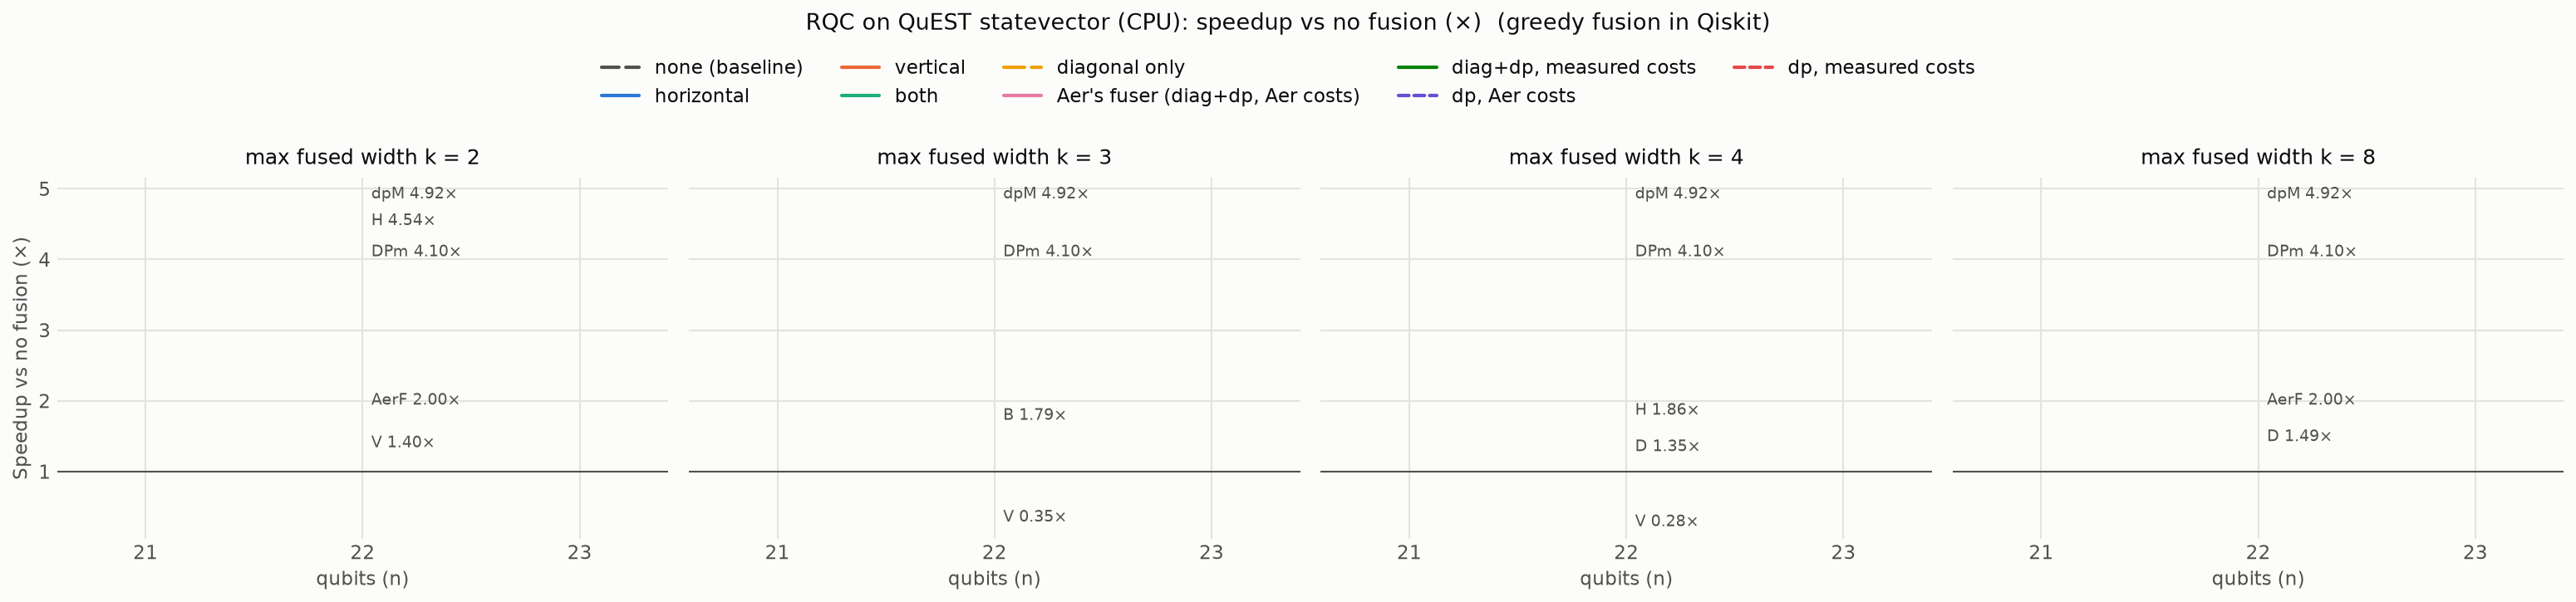 RQC on QuEST statevector (CPU): speedup vs no fusion (×)  (greedy fusion in Qiskit)
none (baseline) vertical diagonal only diag+dp, measured costs dp, measured costs
horizontal both Aer's fuser (diag+dp, Aer costs) dp, Aer costs
max fused width k = 2
Speedup vs no fusion (×)
5
4
3
2
1
dpM 4.92×
H 4.54×
DPm 4.10×
AerF 2.00×
V 1.40×
21 22 23
qubits (n)
max fused width k = 3
dpM 4.92×
DPm 4.10×
B 1.79×
V 0.35×
21 22 23
qubits (n)
max fused width k = 4
dpM 4.92×
DPm 4.10×
H 1.86×
D 1.35×
V 0.28×
21 22 23
qubits (n)
max fused width k = 8
dpM 4.92×
DPm 4.10×
AerF 2.00×
D 1.49×
21 22 23
qubits (n)